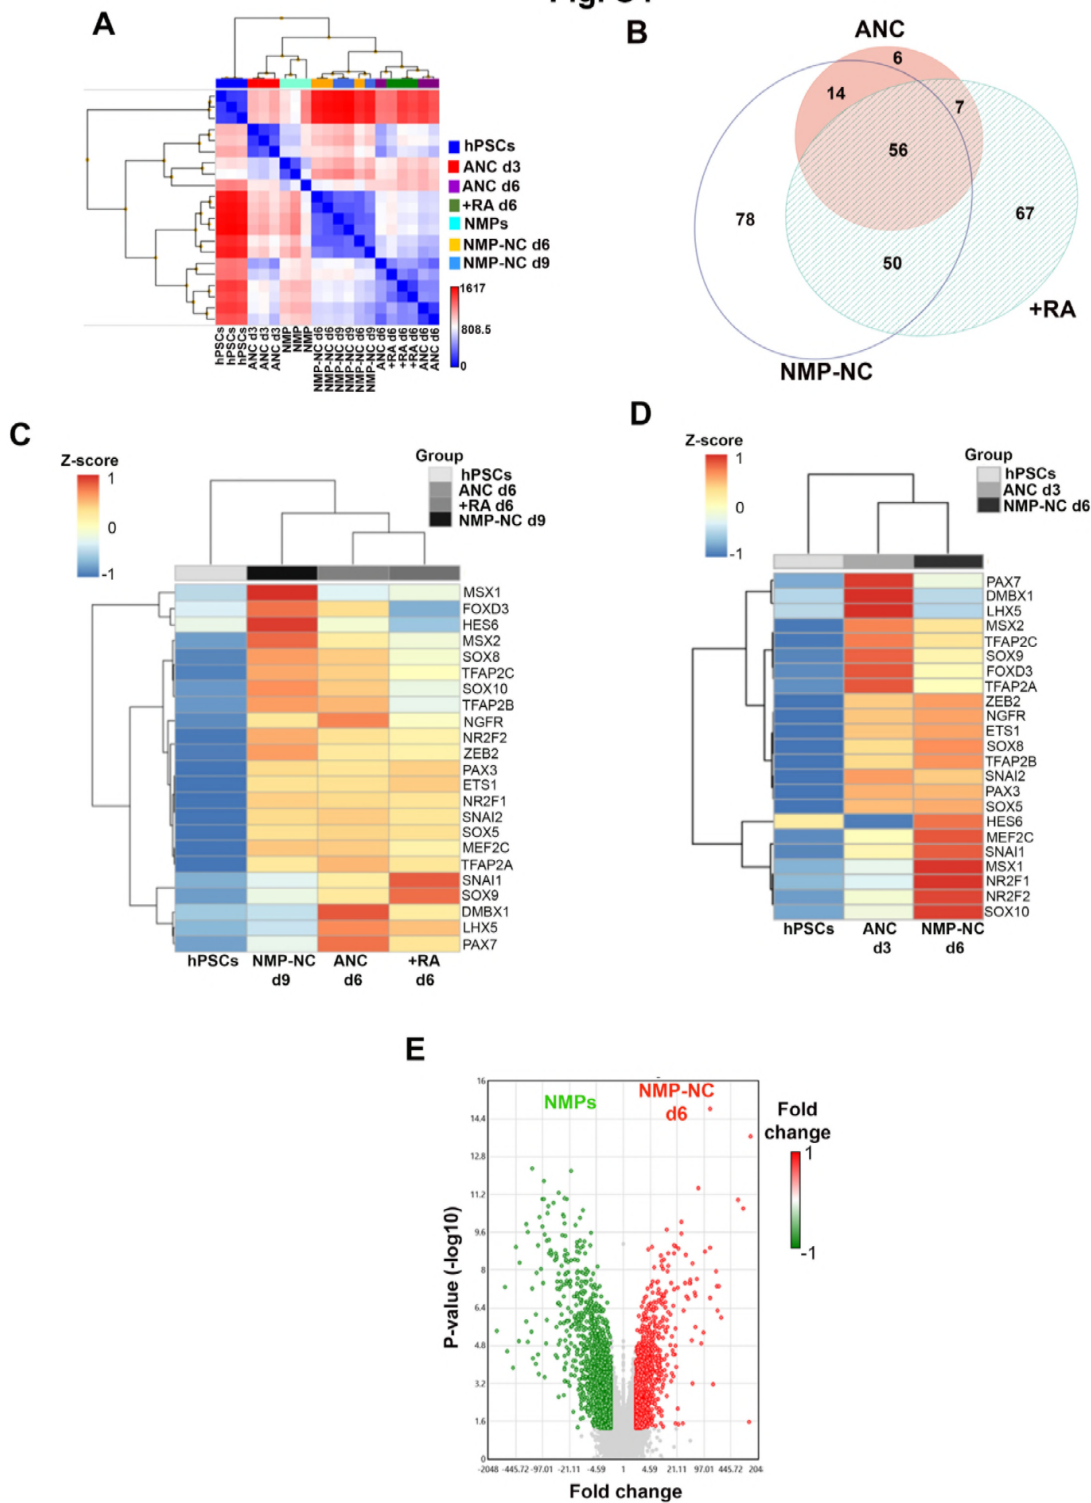 A
hPSCs
ANC d3
ANC d6
+RA d6
NMPs
NMP-NC d6
NMP-NC d9
1617
808.5
0
hPSCs
hPSCs
hPSCs
ANC d3
ANC d3
ANC d3
NMP
NMP
NMP
NMP-NC d6
NMP-NC d6
NMP-NC d9
NMP-NC d9
NMP-NC d6
NMP-NC d9
ANC d6
+RA d6
+RA d6
+RA d6
ANC d6
ANC d6
B
ANC
6
14
7
56
78
67
50
+RA
NMP-NC
C
Z-score
1
0
-1
Group
hPSCs
ANC d6
+RA d6
NMP-NC d9
MSX1
FOXD3
HES6
MSX2
SOX8
TFAP2C
SOX10
TFAP2B
NGFR
NR2F2
ZEB2
PAX3
ETS1
NR2F1
SNAI2
SOX5
MEF2C
TFAP2A
SNAI1
SOX9
DMBX1
LHX5
PAX7
hPSCs NMP-NC ANC +RA
d9 d6 d6
D
Z-score
1
0
-1
Group
hPSCs
ANC d3
NMP-NC d6
PAX7
DMBX1
LHX5
MSX2
TFAP2C
SOX9
FOXD3
TFAP2A
ZEB2
NGFR
ETS1
SOX8
TFAP2B
SNAI2
PAX3
SOX5
HES6
MEF2C
SNAI1
MSX1
NR2F1
NR2F2
SOX10
hPSCs ANC NMP-NC
d3 d6
E
NMPs
NMP-NC
d6
Fold
change
1
-1
P-value (-log10)
16
14.4
12.8
11.2
9.6
8
6.4
4.8
3.2
1.6
0
-2048 -445.72 -97.01 -21.11 -4.59 1 4.59 21.11 97.01 445.72 204
Fold change